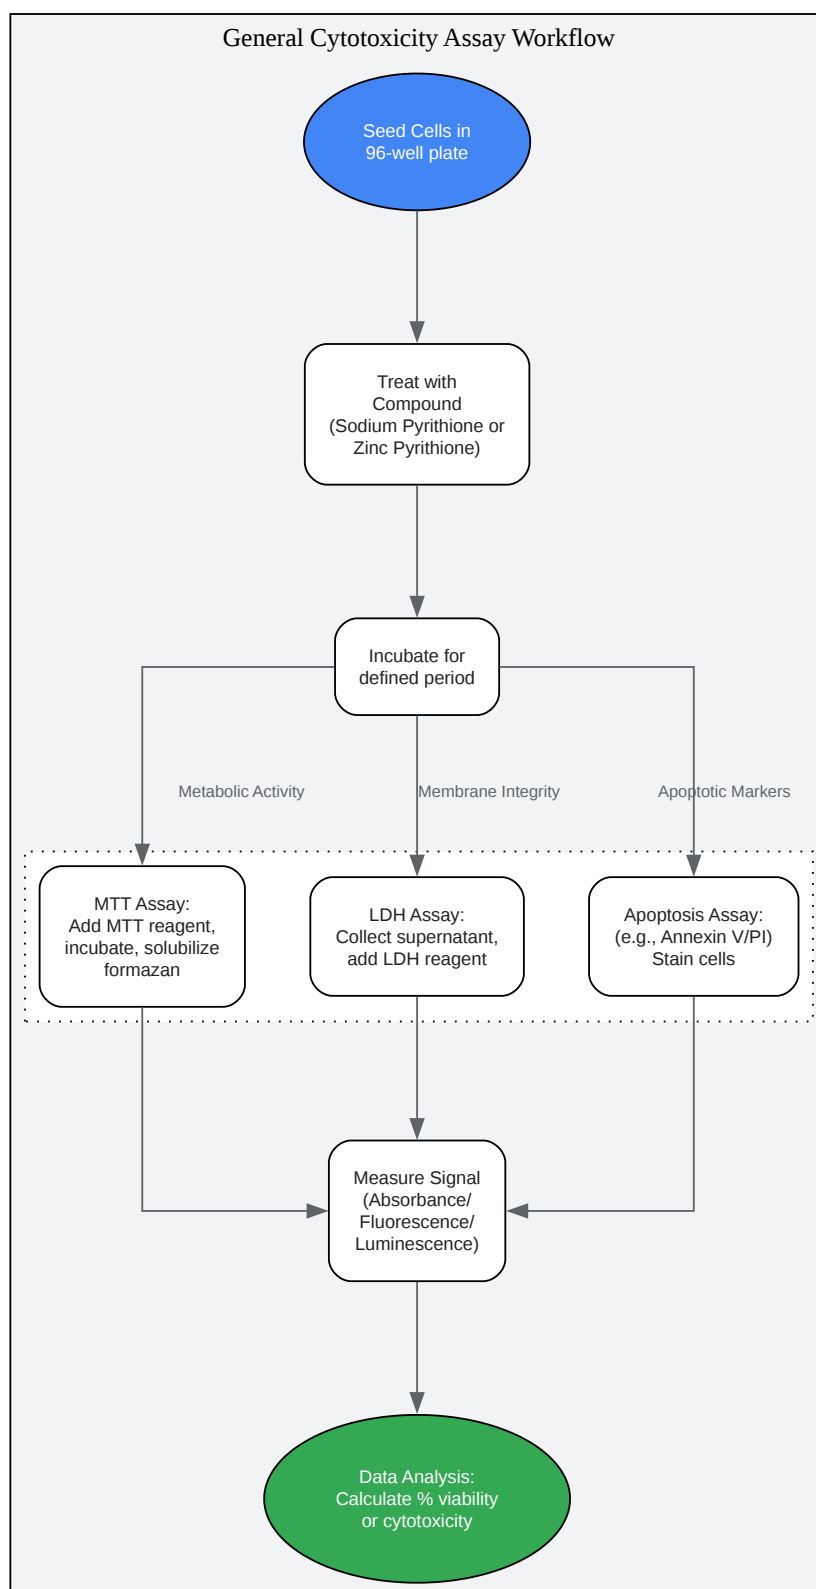 General Cytotoxicity Assay Workflow
Seed Cells in
96-well plate
Treat with
Compound
(Sodium Pyrithione or
Zinc Pyrithione)
Incubate for
defined period
Metabolic Activity
Membrane Integrity
Apoptotic Markers
MTT Assay:
Add MTT reagent,
incubate, solubilize
formazan
LDH Assay:
Collect supernatant,
add LDH reagent
Apoptosis Assay:
(e.g., Annexin V/PI)
Stain cells
Measure Signal
(Absorbance/
Fluorescence/
Luminescence)
Data Analysis:
Calculate % viability
or cytotoxicity